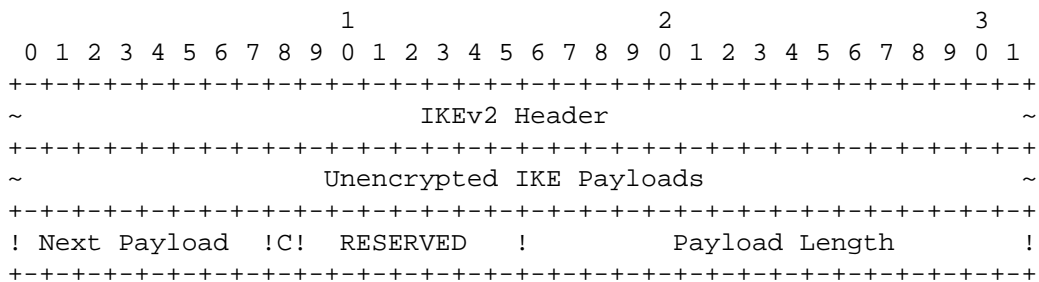 1                   2                   3
 0 1 2 3 4 5 6 7 8 9 0 1 2 3 4 5 6 7 8 9 0 1 2 3 4 5 6 7 8 9 0 1
+-+-+-+-+-+-+-+-+-+-+-+-+-+-+-+-+-+-+-+-+-+-+-+-+-+-+-+-+-+-+-+-+
~                         IKEv2 Header                          ~
+-+-+-+-+-+-+-+-+-+-+-+-+-+-+-+-+-+-+-+-+-+-+-+-+-+-+-+-+-+-+-+-+
~                   Unencrypted IKE Payloads                    ~
+-+-+-+-+-+-+-+-+-+-+-+-+-+-+-+-+-+-+-+-+-+-+-+-+-+-+-+-+-+-+-+-+
! Next Payload  !C!  RESERVED   !         Payload Length        !
+-+-+-+-+-+-+-+-+-+-+-+-+-+-+-+-+-+-+-+-+-+-+-+-+-+-+-+-+-+-+-+-+